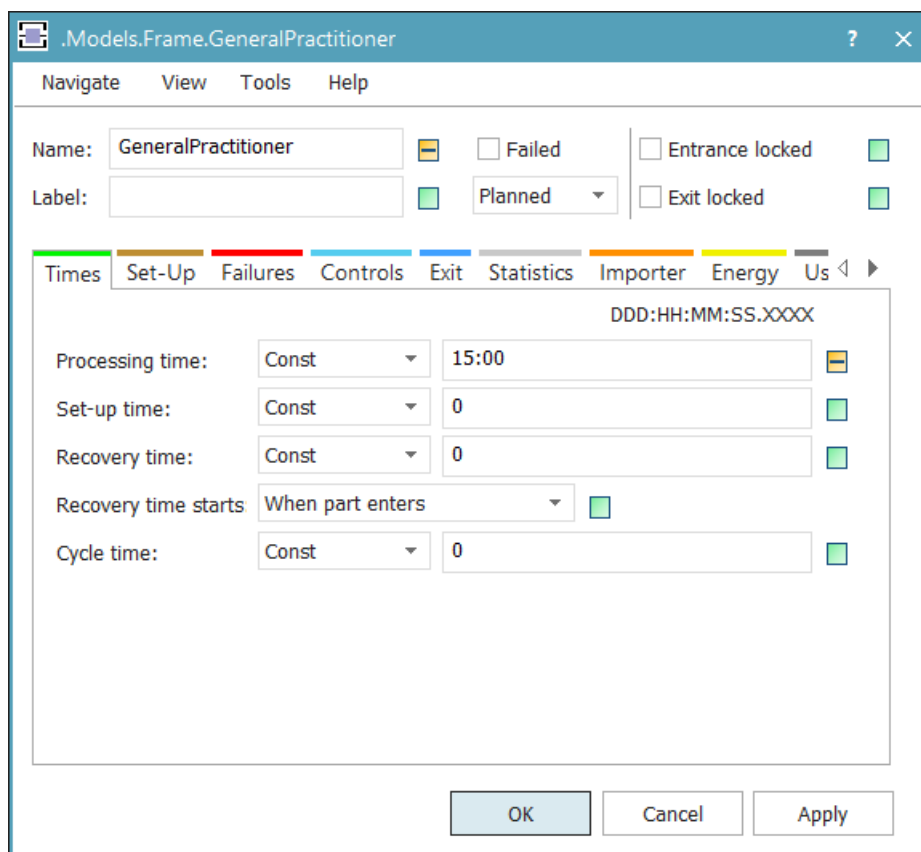 .Models.Frame.GeneralPractitioner ?
Navigate View Tools Help
Name: GeneralPractitioner Failed Entrance locked
Label: Planned Exit locked
Times Set-Up Failures Controls Exit Statistics Importer Energy Us
DDD:HH:MM:SS.XXXX
Processing time: Const 15:00
Set-up time: Const 0
Recovery time: Const 0
Recovery time starts When part enters
Cycle time: Const 0
OK Cancel Apply